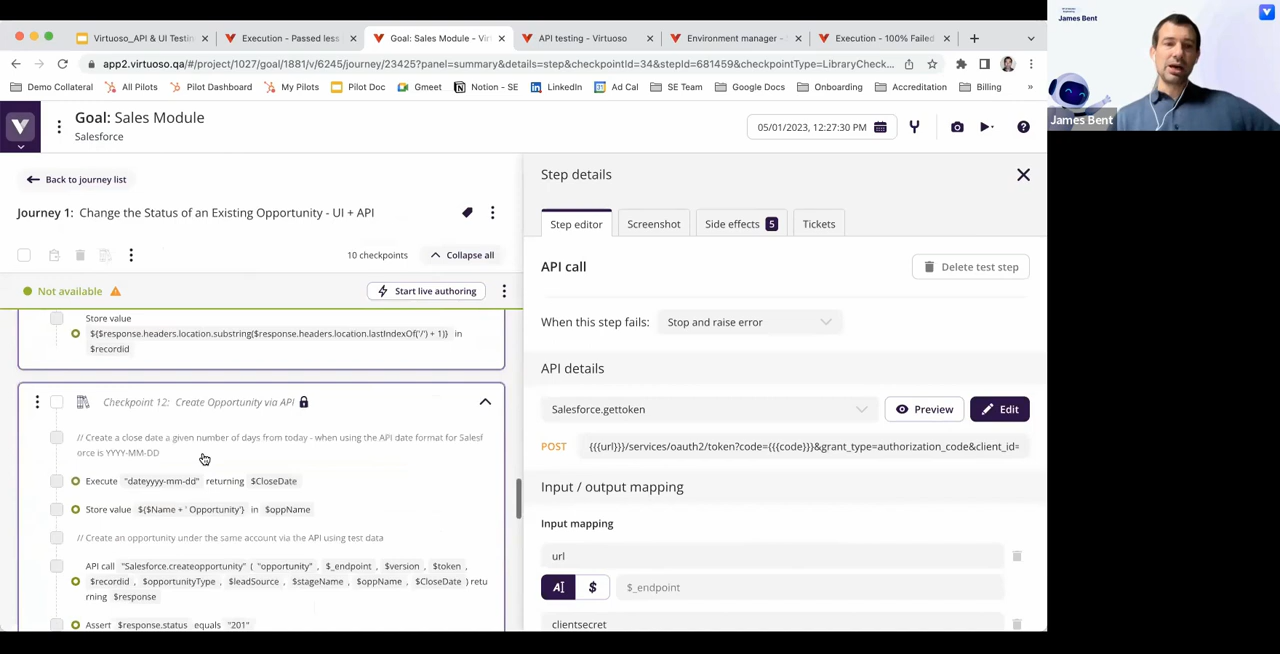 James Bent
Virtuoso_API & UI Testin
Execution - Passed less
Goal: Sales Module - Vir
API testing - Virtuoso
Environment manager -
Execution - 100% Failed
app2.virtuoso.qa/#/project/1027/goal/1881/v/6245/journey/23425?panel=summary&details=step&checkpointId=34&stepId=681459&checkpointType=LibraryCheck...
Demo Collateral
All Pilots
Pilot Dashboard
My Pilots
Pilot Doc
Gmeet
Notion - SE
LinkedIn
Ad Cal
SE Team
Google Docs
Onboarding
Accreditation
Billing
»
James Bent
Goal: Sales Module
Salesforce
05/01/2023, 12:27:30 PM
Back to journey list
Journey 1: Change the Status of an Existing Opportunity - UI + API
10 checkpoints
Collapse all
Not available
Start live authoring
Store value
${$response.headers.location.substring($response.headers.location.lastIndexOf('/') + 1)} in
$recordid
Checkpoint 12: Create Opportunity via API
// Create a close date a given number of days from today - when using the API date format for Salesf
orce is YYYY-MM-DD
Execute "dateyyyy-mm-dd" returning $CloseDate
Store value ${$Name + ' Opportunity'} in $oppName
// Create an opportunity under the same account via the API using test data
API call "Salesforce.createopportunity" ( "opportunity" , $_endpoint , $version , $token ,
$recordid , $opportunityType , $leadSource , $stageName , $oppName , $CloseDate ) retu
rning $response
Assert $response.status equals "201"
Step details
Step editor
Screenshot
Side effects 5
Tickets
API call
Delete test step
When this step fails: Stop and raise error
API details
Salesforce.gettoken
Preview
Edit
POST {{{url}}}/services/oauth2/token?code={{{code}}}&grant_type=authorization_code&client_id=
Input / output mapping
Input mapping
url
AI $ $_endpoint
clientsecret